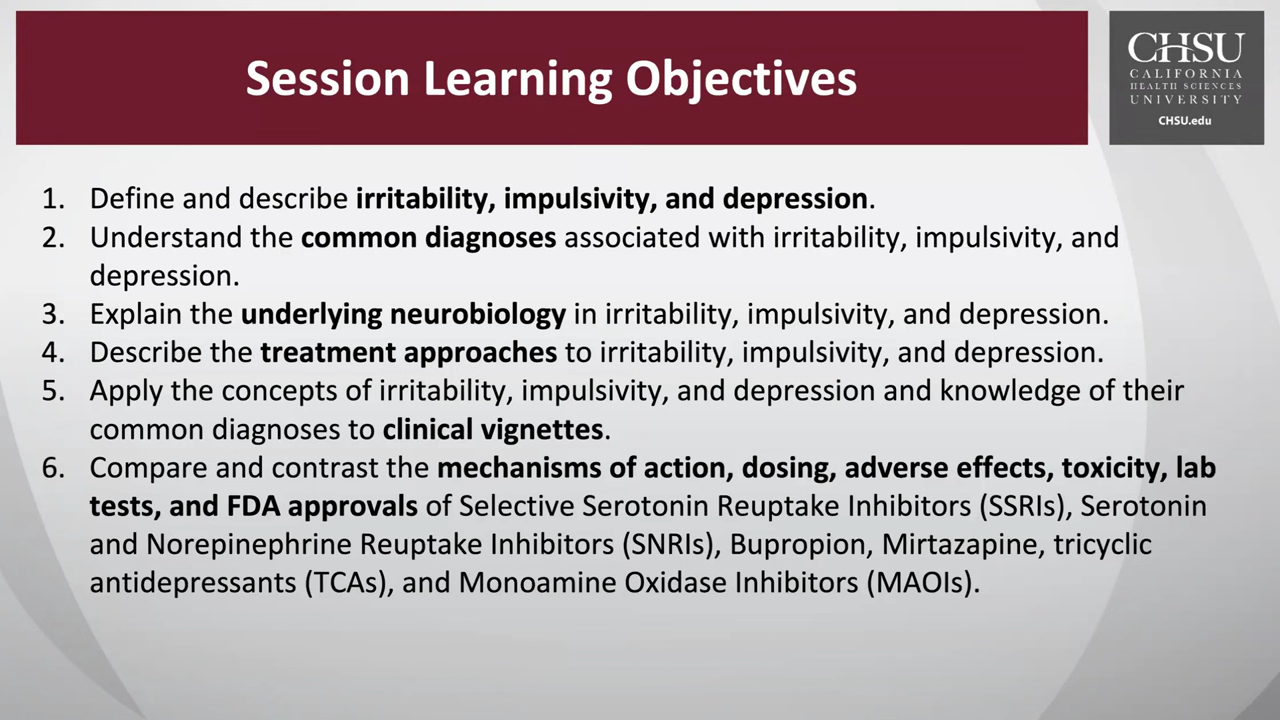 Session Learning Objectives
CHSU
CALIFORNIA
HEALTH SCIENCES
UNIVERSITY
CHSU.edu
1. Define and describe irritability, impulsivity, and depression.
2. Understand the common diagnoses associated with irritability, impulsivity, and
depression.
3. Explain the underlying neurobiology in irritability, impulsivity, and depression.
4. Describe the treatment approaches to irritability, impulsivity, and depression.
5. Apply the concepts of irritability, impulsivity, and depression and knowledge of their
common diagnoses to clinical vignettes.
6. Compare and contrast the mechanisms of action, dosing, adverse effects, toxicity, lab
tests, and FDA approvals of Selective Serotonin Reuptake Inhibitors (SSRIs), Serotonin
and Norepinephrine Reuptake Inhibitors (SNRIs), Bupropion, Mirtazapine, tricyclic
antidepressants (TCAs), and Monoamine Oxidase Inhibitors (MAOIs).